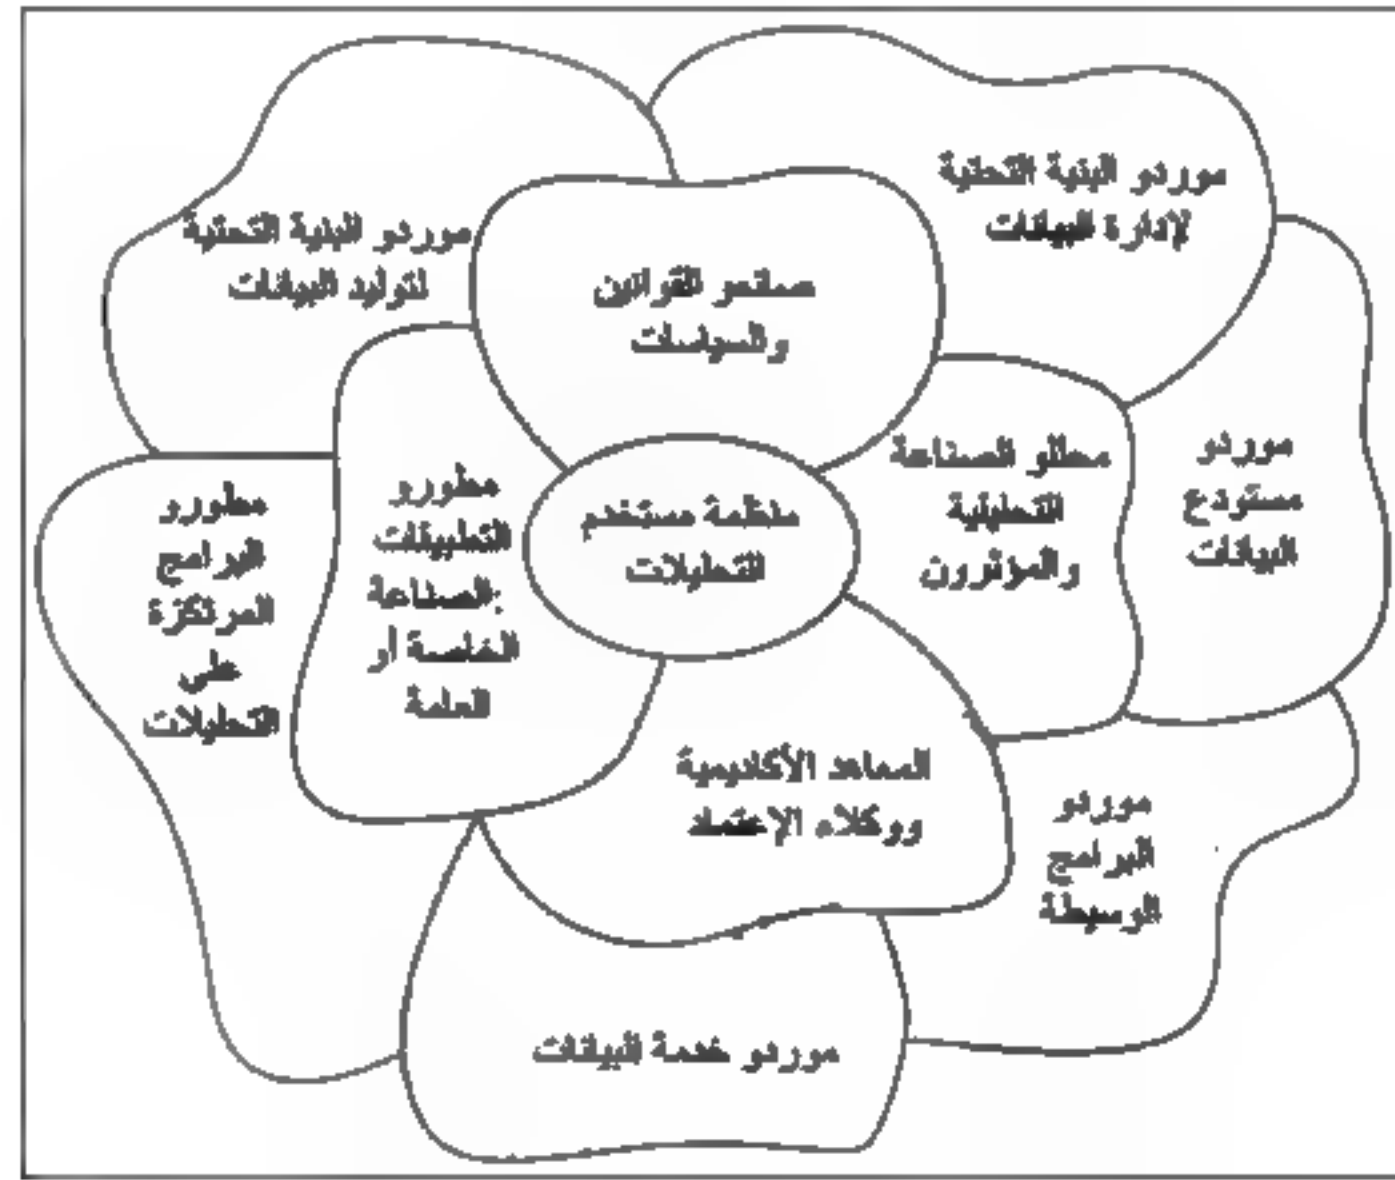 موردو البنية التحتية
لإدارة البيانات
موردو البنية التحتية
لتوليد البيانات
صانعو القوانين
والسياسات
موردو
مستودع
البيانات
محللو الصناعة
التحليلية
والمؤثرون
منظمة مستخدم
التحليلات
مطورو
التطبيقات
:الصناعة
الخاصة أو
العامة
مطورو
البرامج
المرتكزة
على
التحليلات
المعاهد الأكاديمية
ووكلاء الإعتماد
موردو
البرامج
الوسيطة
موردو خدمة البيانات